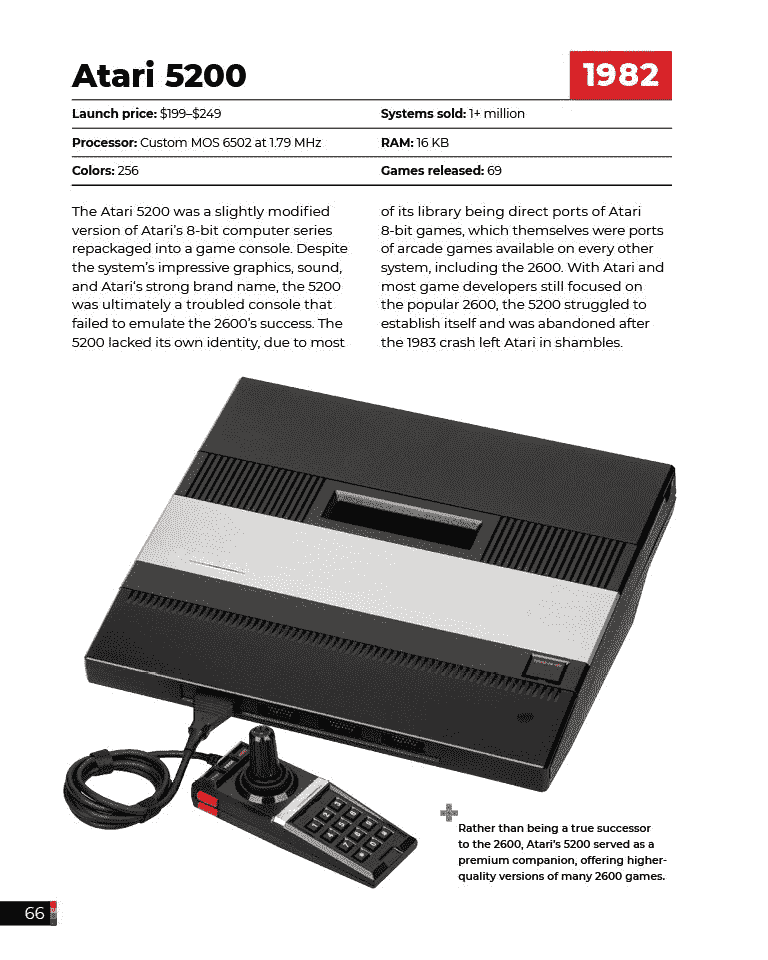 Atari 5200
1982
Launch price: $199–$249
Systems sold: 1+ million
Processor: Custom MOS 6502 at 1.79 MHz
RAM: 16 KB
Colors: 256
Games released: 69
The Atari 5200 was a slightly modified
version of Atari's 8-bit computer series
repackaged into a game console. Despite
the system's impressive graphics, sound,
and Atari's strong brand name, the 5200
was ultimately a troubled console that
failed to emulate the 2600's success. The
5200 lacked its own identity, due to most
of its library being direct ports of Atari
8-bit games, which themselves were ports
of arcade games available on every other
system, including the 2600. With Atari and
most game developers still focused on
the popular 2600, the 5200 struggled to
establish itself and was abandoned after
the 1983 crash left Atari in shambles.
Rather than being a true successor
to the 2600, Atari's 5200 served as a
premium companion, offering higher-
quality versions of many 2600 games.
66